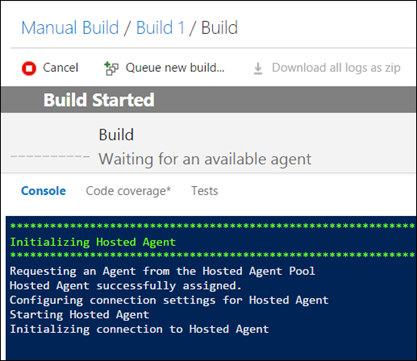 Manual Build / Build 1 / Build
Cancel Queue new build... Download all logs as zip
Build Started
Build
Waiting for an available agent
Console Code coverage* Tests
******************************************************************
Initializing Hosted Agent
******************************************************************
Requesting an Agent from the Hosted Agent Pool
Hosted Agent successfully assigned.
Configuring connection settings for Hosted Agent
Starting Hosted Agent
Initializing connection to Hosted Agent